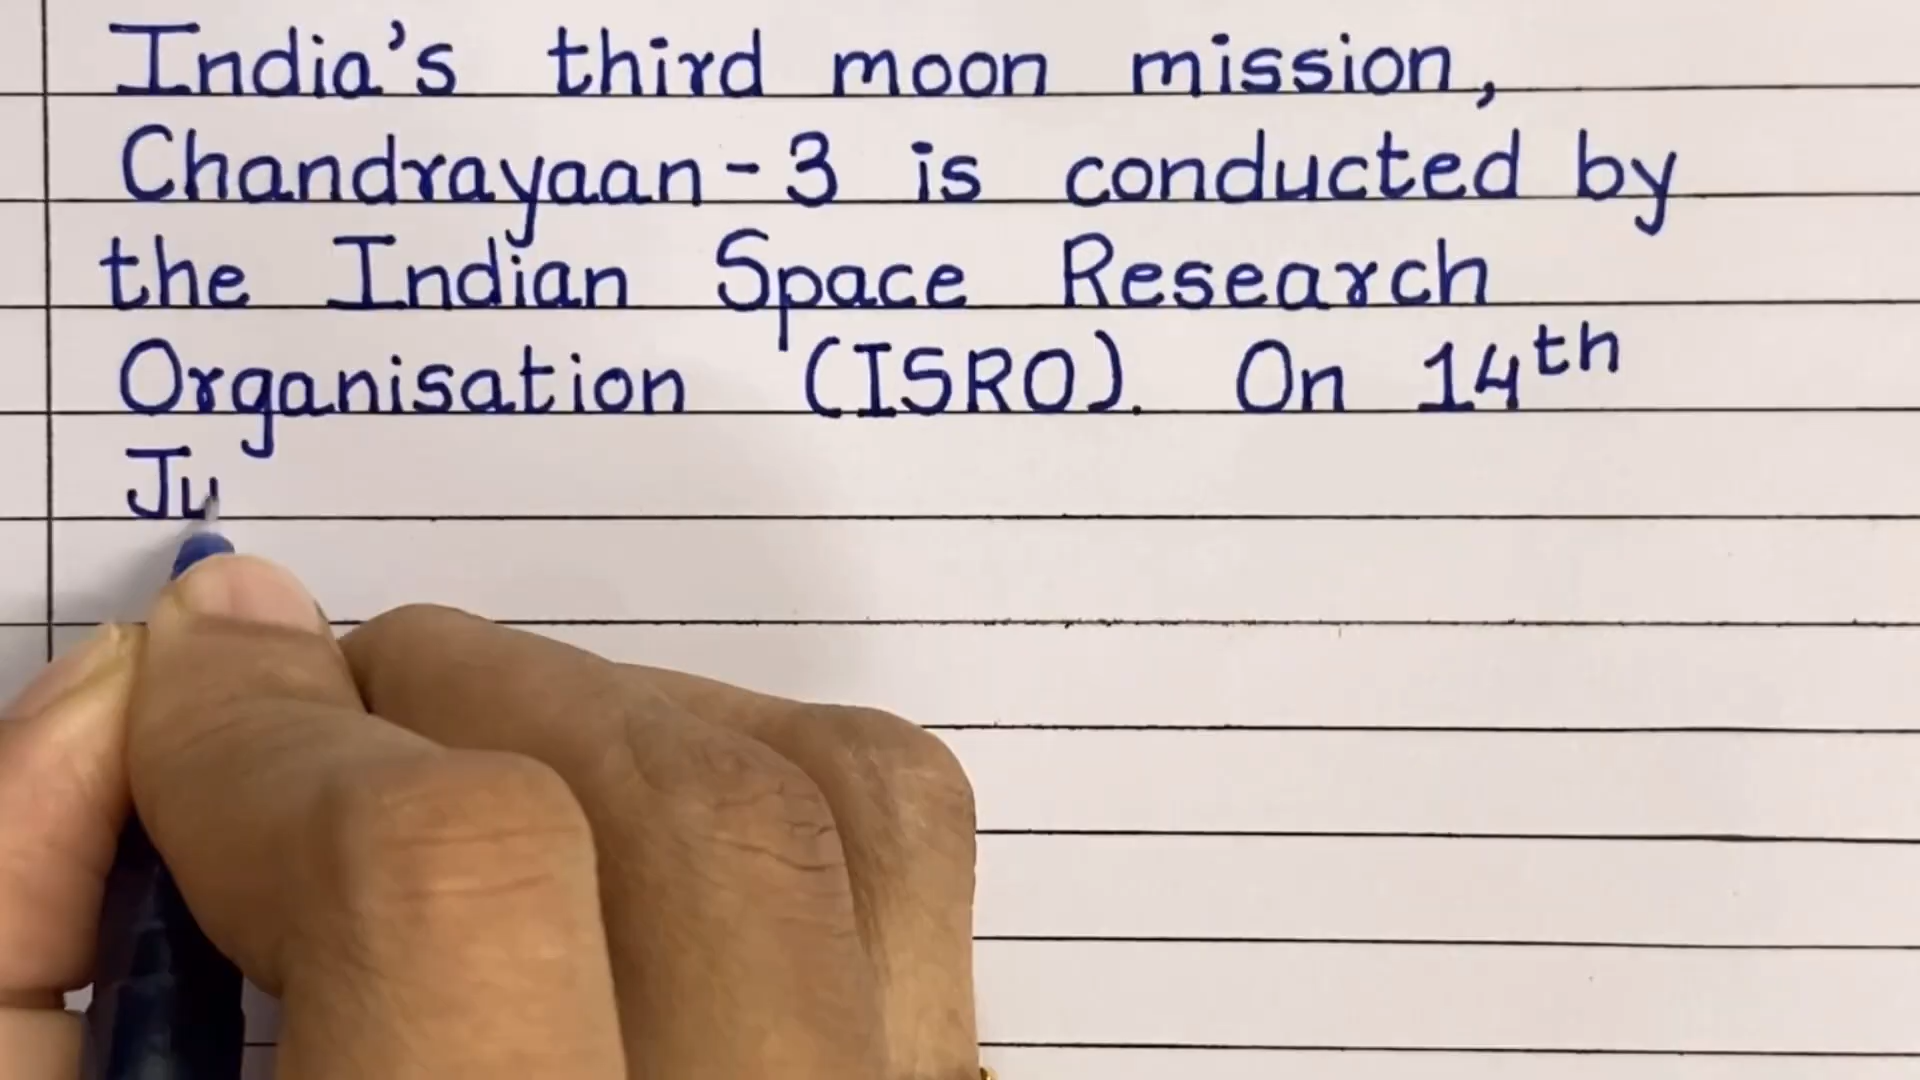 India's third moon mission,
Chandrayaan-3 is conducted by
the Indian Space Research
Organisation (ISRO). On 14th
Ju